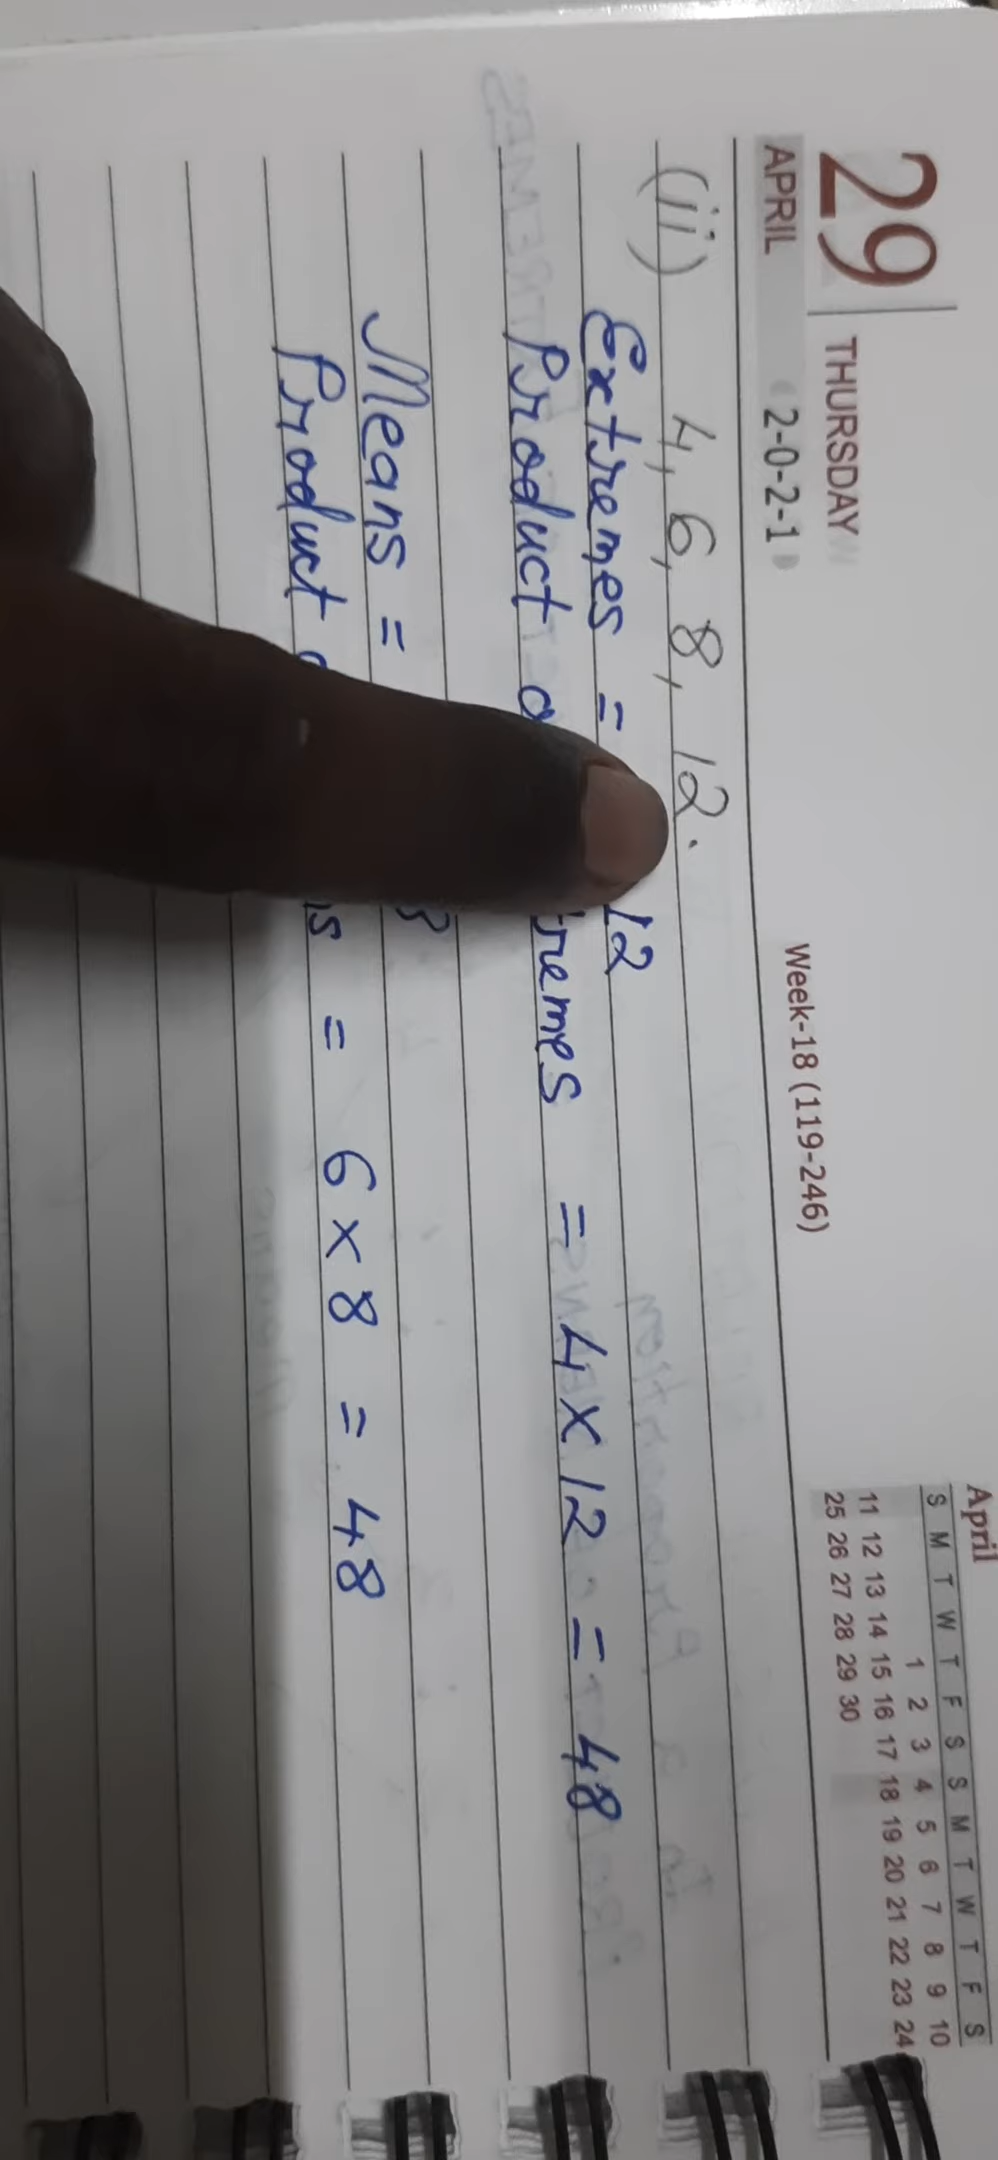 29
THURSDAY
APRIL 2-0-2-1
Week-18 (119-246)
April
S M T W T F S S M T W T F S
1 2 3 4 5 6 7 8 9 10
11 12 13 14 15 16 17 18 19 20 21 22 23 24
25 26 27 28 29 30
(ii) 4, 6, 8, 12.
Extremes = 12
Product = 4 x 12 = 48
Means =
Product = 6 x 8 = 48